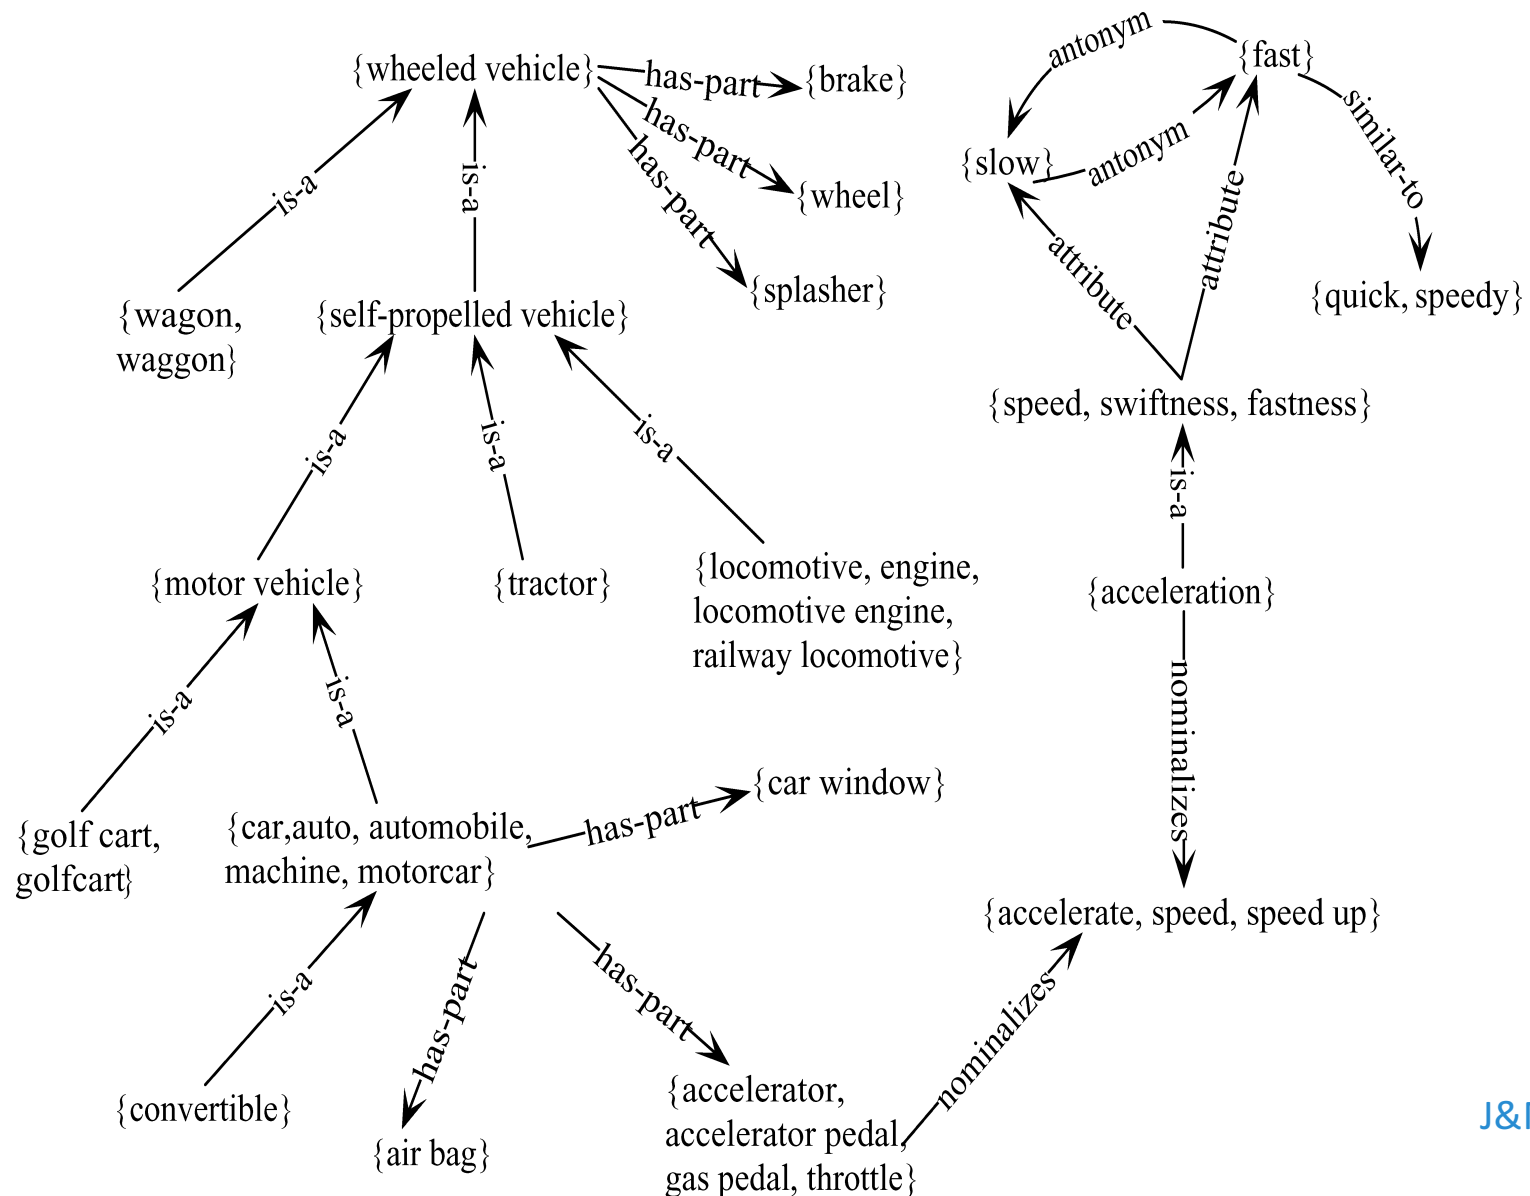 antonym
{fast}
{wheeled vehicle}
has-part
{brake}
has-part
similar-to
has-part
is-a
is-a
{slow}
antonym
{wheel}
attribute
attribute
{splasher}
{quick, speedy}
{wagon,
waggon}
{self-propelled vehicle}
{speed, swiftness, fastness}
is-a
is-a
is-a
is-a
{motor vehicle}
{tractor}
{locomotive, engine,
locomotive engine,
railway locomotive}
{acceleration}
is-a
is-a
nominalizes
{car window}
has-part
{golf cart,
golfcart}
{car,auto, automobile,
machine, motorcar}
{accelerate, speed, speed up}
is-a
has-part
has-part
nominalizes
{convertible}
{air bag}
{accelerator,
accelerator pedal,
gas pedal, throttle}
J&I